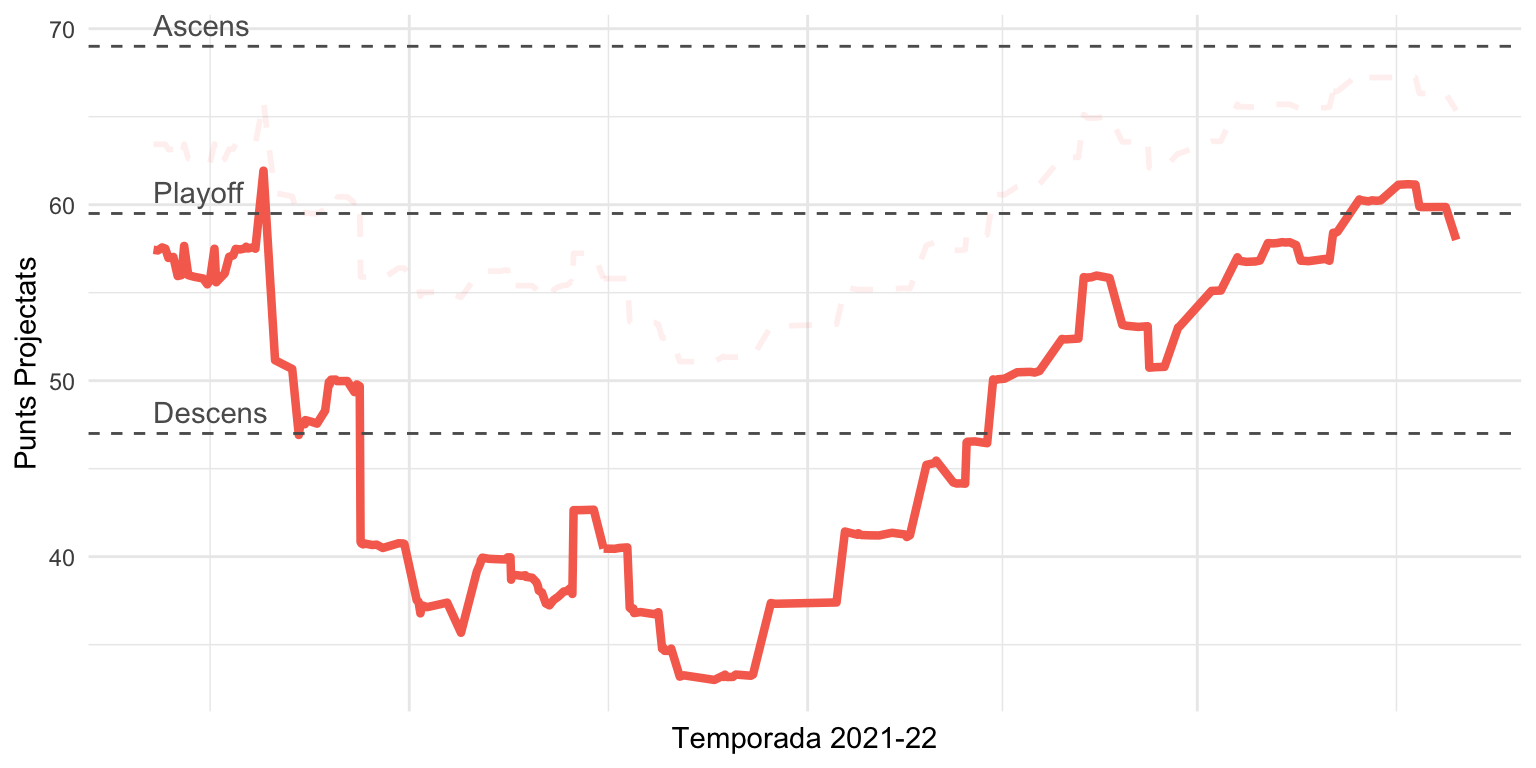 70
Ascens
Playoff
60
50
Descens
40
Punts Projectats
Temporada 2021-22